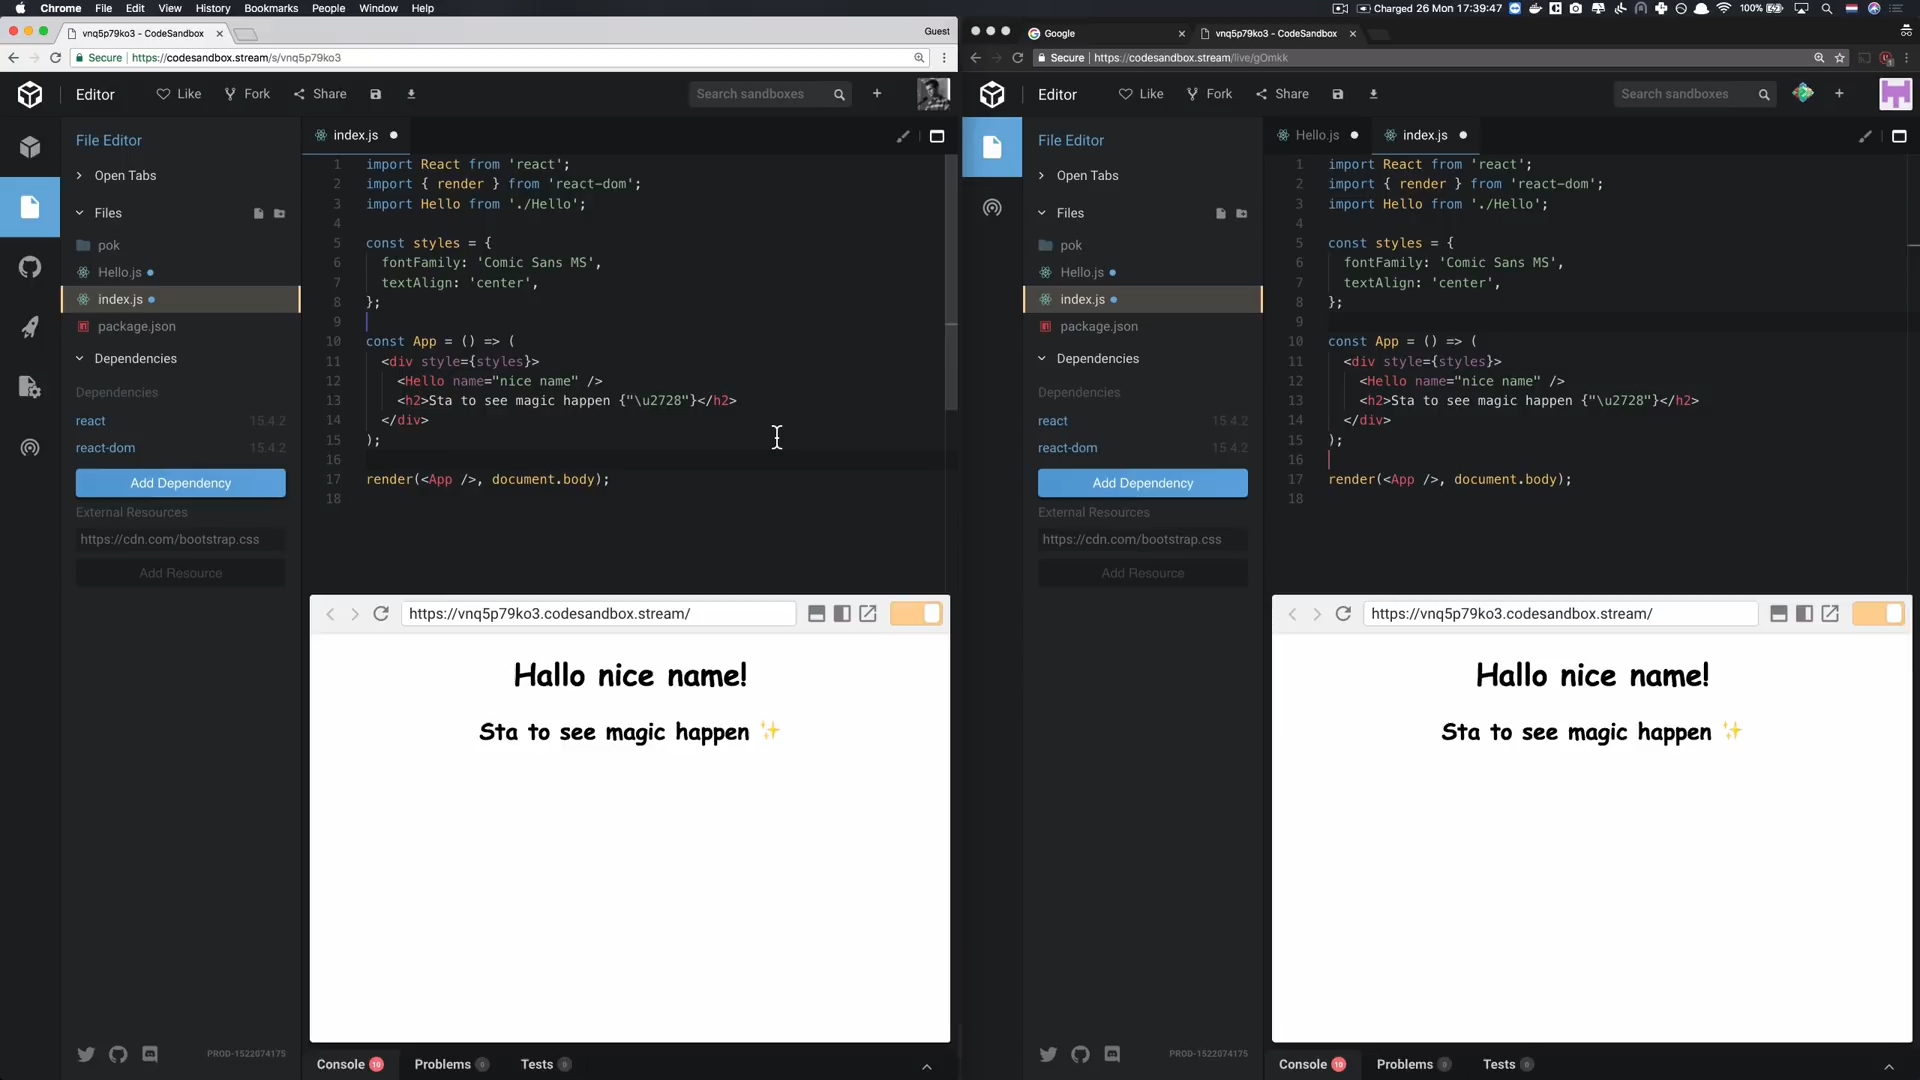 Chrome File Edit View History Bookmarks People Window Help
Charged 26 Mon 17:39:47 100%
vnq5p79ko3 - CodeSandbox
Guest
Secure https://codesandbox.stream/s/vnq5p79ko3
Editor Like Fork Share Search sandboxes
File Editor
Open Tabs
Files
pok
Hello.js
index.js
package.json
Dependencies
Dependencies
react 15.4.2
react-dom 15.4.2
Add Dependency
External Resources
https://cdn.com/bootstrap.css
Add Resource
PROD-1522074175
index.js
1 import React from 'react';
2 import { render } from 'react-dom';
3 import Hello from './Hello';
4
5 const styles = {
6 fontFamily: 'Comic Sans MS',
7 textAlign: 'center',
8 };
9
10 const App = () => (
11 <div style={styles}>
12 <Hello name="nice name" />
13 <h2>Sta to see magic happen {"\u2728"}</h2>
14 </div>
15 );
16
17 render(<App />, document.body);
18
https://vnq5p79ko3.codesandbox.stream/
Hallo nice name!
Sta to see magic happen ✨
Console 10 Problems 0 Tests 0
Google
vnq5p79ko3 - CodeSandbox
Secure https://codesandbox.stream/live/gOmkk
Editor Like Fork Share Search sandboxes
File Editor
Open Tabs
Files
pok
Hello.js
index.js
package.json
Dependencies
Dependencies
react 15.4.2
react-dom 15.4.2
Add Dependency
External Resources
https://cdn.com/bootstrap.css
Add Resource
PROD-1522074175
Hello.js index.js
1 import React from 'react';
2 import { render } from 'react-dom';
3 import Hello from './Hello';
4
5 const styles = {
6 fontFamily: 'Comic Sans MS',
7 textAlign: 'center',
8 };
9
10 const App = () => (
11 <div style={styles}>
12 <Hello name="nice name" />
13 <h2>Sta to see magic happen {"\u2728"}</h2>
14 </div>
15 );
16
17 render(<App />, document.body);
18
https://vnq5p79ko3.codesandbox.stream/
Hallo nice name!
Sta to see magic happen ✨
Console 10 Problems 0 Tests 0